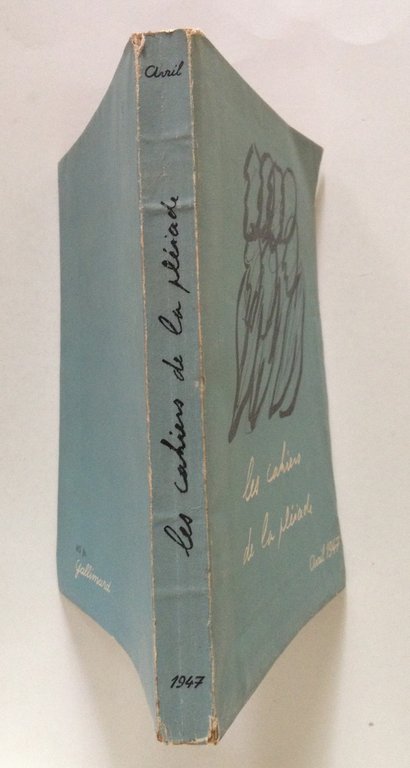 Avril
les cahiers de la pléiade
1947
les cahiers
de la pléiade
Avril 1947
Gallimard